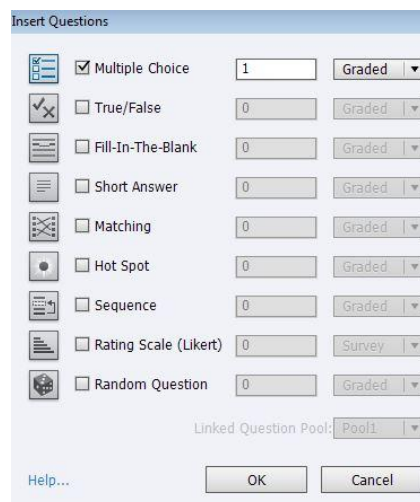 Insert Questions
Multiple Choice 1 Graded
True/False 0 Graded
Fill-In-The-Blank 0 Graded
Short Answer 0 Graded
Matching 0 Graded
Hot Spot 0 Graded
Sequence 0 Graded
Rating Scale (Likert) 0 Survey
Random Question 0 Graded
Linked Question Pool: Pool1
Help... OK Cancel